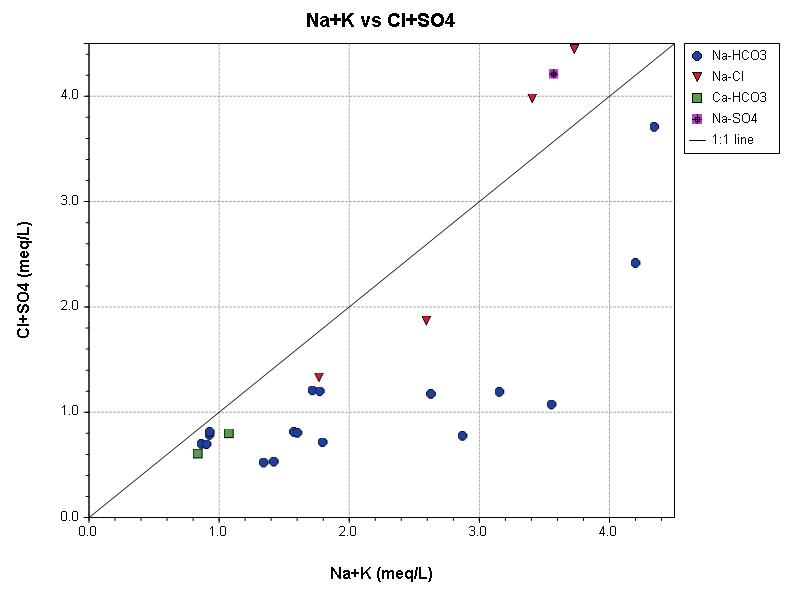 Na+K vs Cl+SO4
Na-HCO3
Na-Cl
Ca-HCO3
Na-SO4
1:1 line
4.0
3.0
2.0
1.0
0.0
Cl+SO4 (meq/L)
0.0 1.0 2.0 3.0 4.0
Na+K (meq/L)